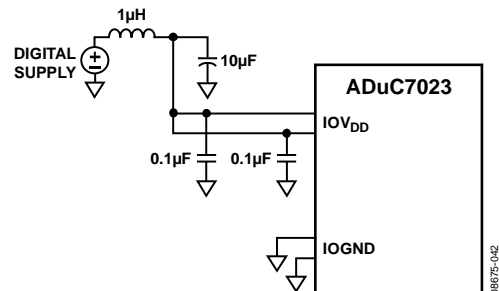 1µH
DIGITAL
SUPPLY
10µF
ADuC7023
IOVDD
0.1µF
0.1µF
IOGND
08675-042